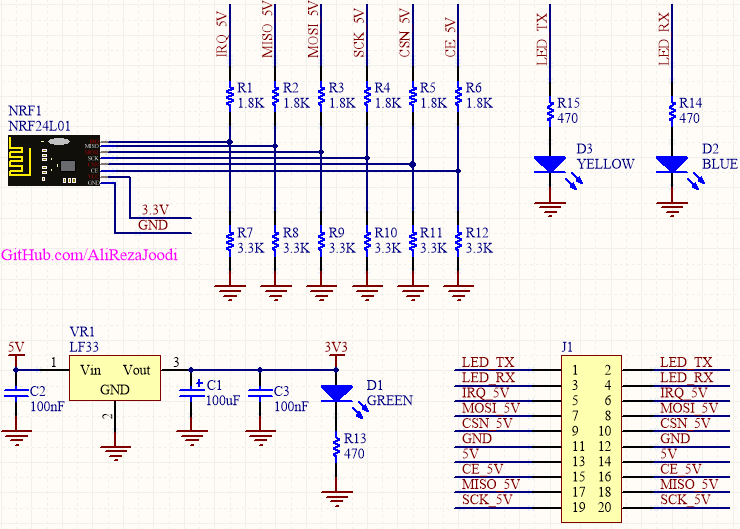 IRQ_5V
MISO_5V
MOSI_5V
SCK_5V
CSN_5V
CE_5V
LED_TX
LED_RX
R1 1.8K
R2 1.8K
R3 1.8K
R4 1.8K
R5 1.8K
R6 1.8K
R15 470
R14 470
NRF1
NRF24L01
MISO
SCK
CE
GND
D3 YELLOW
D2 BLUE
3.3V
GND
GitHub.com/AliRezaJoodi
R7 3.3K
R8 3.3K
R9 3.3K
R10 3.3K
R11 3.3K
R12 3.3K
VR1
LF33
5V
1
Vin Vout
GND
3
2
3V3
C2 100nF
C1 100uF
C3 100nF
D1 GREEN
R13 470
J1
LED_TX 1 2 LED_TX
LED_RX 3 4 LED_RX
IRQ_5V 5 6 IRQ_5V
MOSI_5V 7 8 MOSI_5V
CSN_5V 9 10 CSN_5V
GND 11 12 GND
5V 13 14 5V
CE_5V 15 16 CE_5V
MISO_5V 17 18 MISO_5V
SCK_5V 19 20 SCK_5V